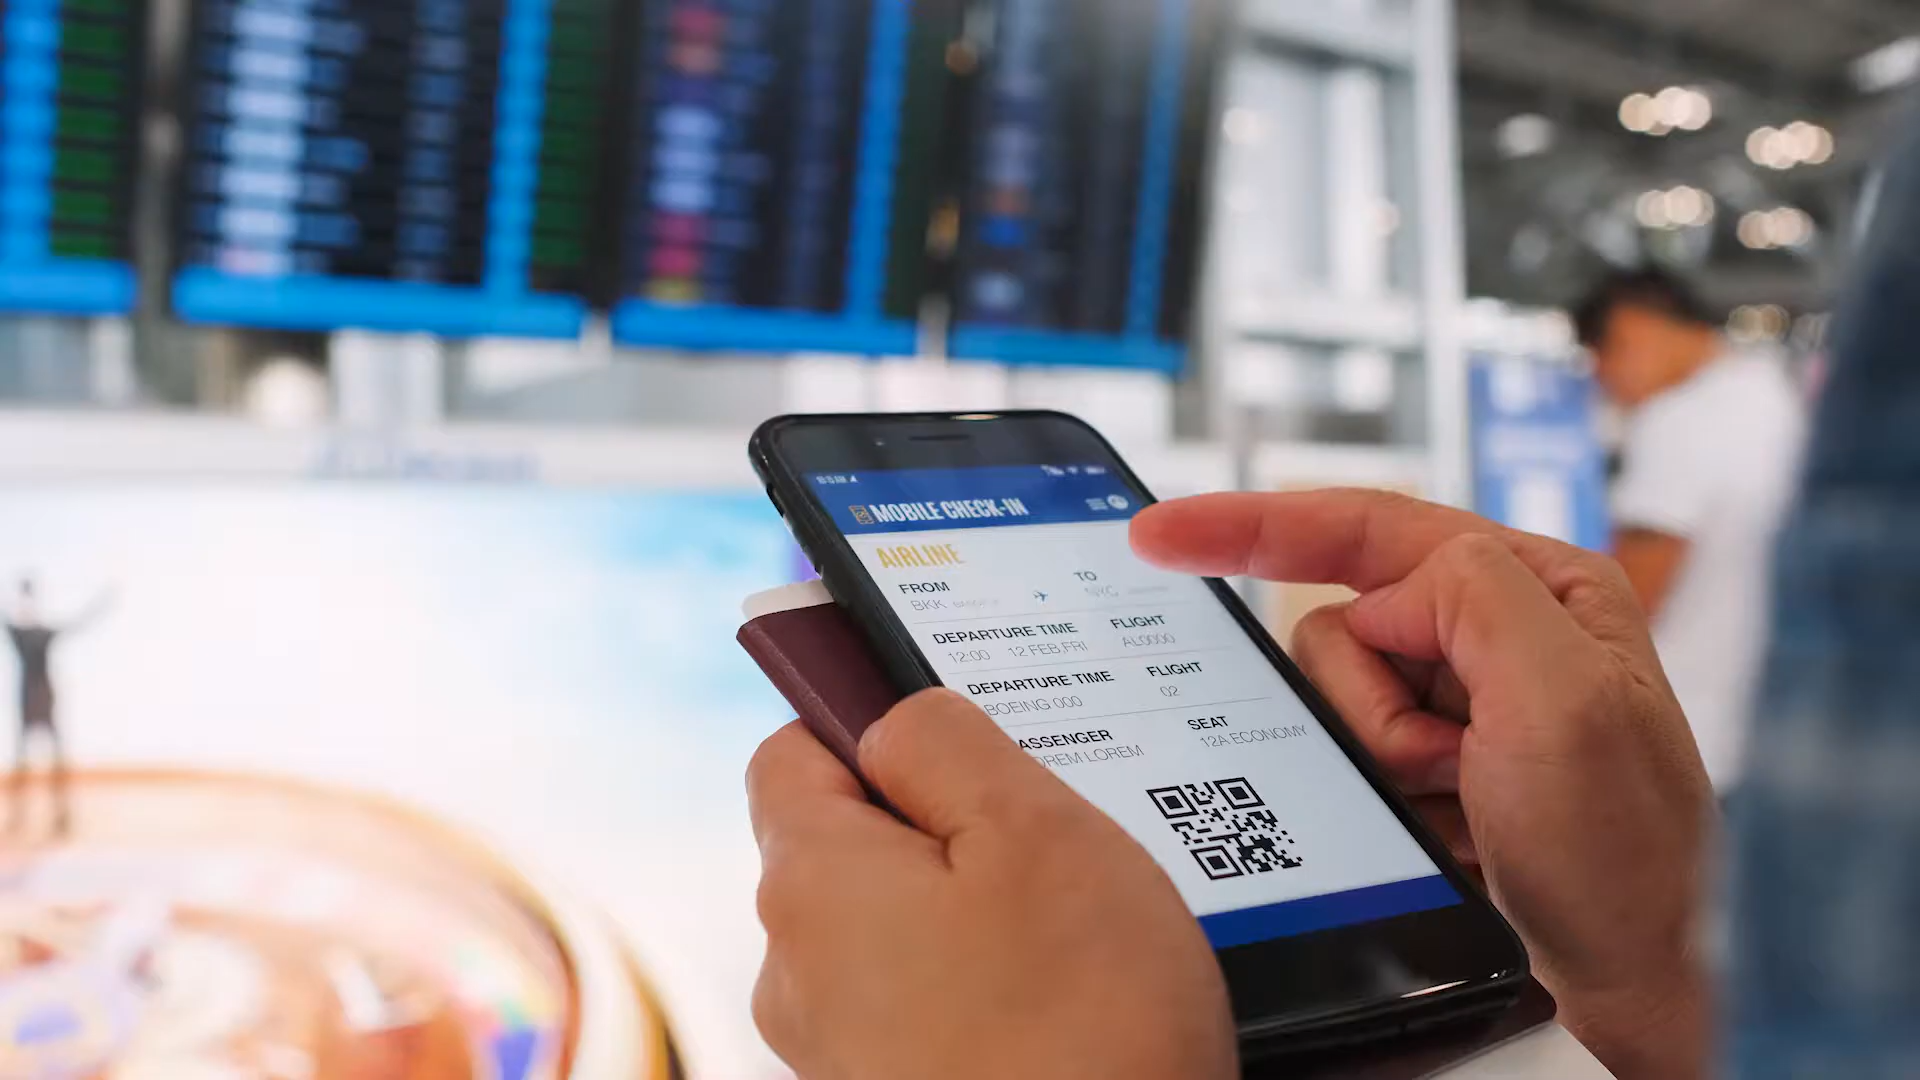 MOBILE CHECK-IN
AIRLINE
FROM TO
BKK NYC
DEPARTURE TIME FLIGHT
12:00 12 FEB,FRI AL0000
DEPARTURE TIME FLIGHT
BOEING 000 02
ASSENGER SEAT
OREM LOREM 12A ECONOMY